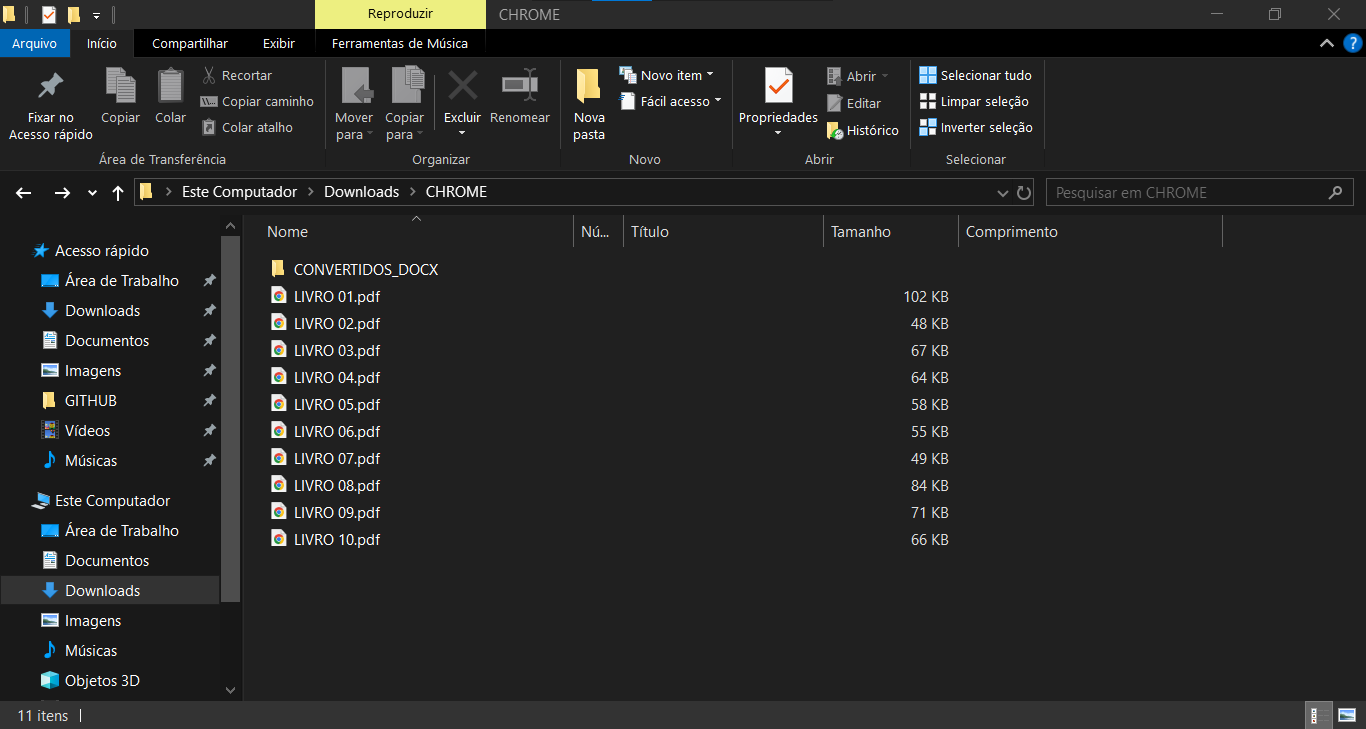 Reproduzir
CHROME
Arquivo
Início
Compartilhar
Exibir
Ferramentas de Música
?
Fixar no
Acesso rápido
Copiar
Colar
Recortar
Copiar caminho
Colar atalho
Área de Transferência
Mover
para
Copiar
para
Excluir
Renomear
Organizar
Nova
pasta
Novo item
Fácil acesso
Novo
Propriedades
Abrir
Editar
Histórico
Abrir
Selecionar tudo
Limpar seleção
Inverter seleção
Selecionar
Este Computador > Downloads > CHROME
Pesquisar em CHROME
Acesso rápido
Área de Trabalho
Downloads
Documentos
Imagens
GITHUB
Vídeos
Músicas
Este Computador
Área de Trabalho
Documentos
Downloads
Imagens
Músicas
Objetos 3D
Nome Nú... Título Tamanho Comprimento
CONVERTIDOS_DOCX
LIVRO 01.pdf 102 KB
LIVRO 02.pdf 48 KB
LIVRO 03.pdf 67 KB
LIVRO 04.pdf 64 KB
LIVRO 05.pdf 58 KB
LIVRO 06.pdf 55 KB
LIVRO 07.pdf 49 KB
LIVRO 08.pdf 84 KB
LIVRO 09.pdf 71 KB
LIVRO 10.pdf 66 KB
11 itens